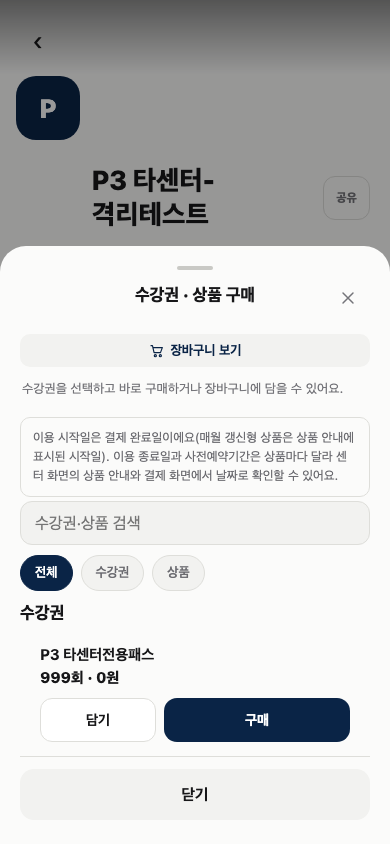 P
P3 타센터-
격리테스트
공유
수강권 · 상품 구매
장바구니 보기
수강권을 선택하고 바로 구매하거나 장바구니에 담을 수 있어요.
이용 시작일은 결제 완료일이에요(매월 갱신형 상품은 상품 안내에
표시된 시작일). 이용 종료일과 사전예약기간은 상품마다 달라 센
터 화면의 상품 안내와 결제 화면에서 날짜로 확인할 수 있어요.
수강권·상품 검색
전체
수강권
상품
수강권
P3 타센터전용패스
999회 · 0원
담기
구매
닫기